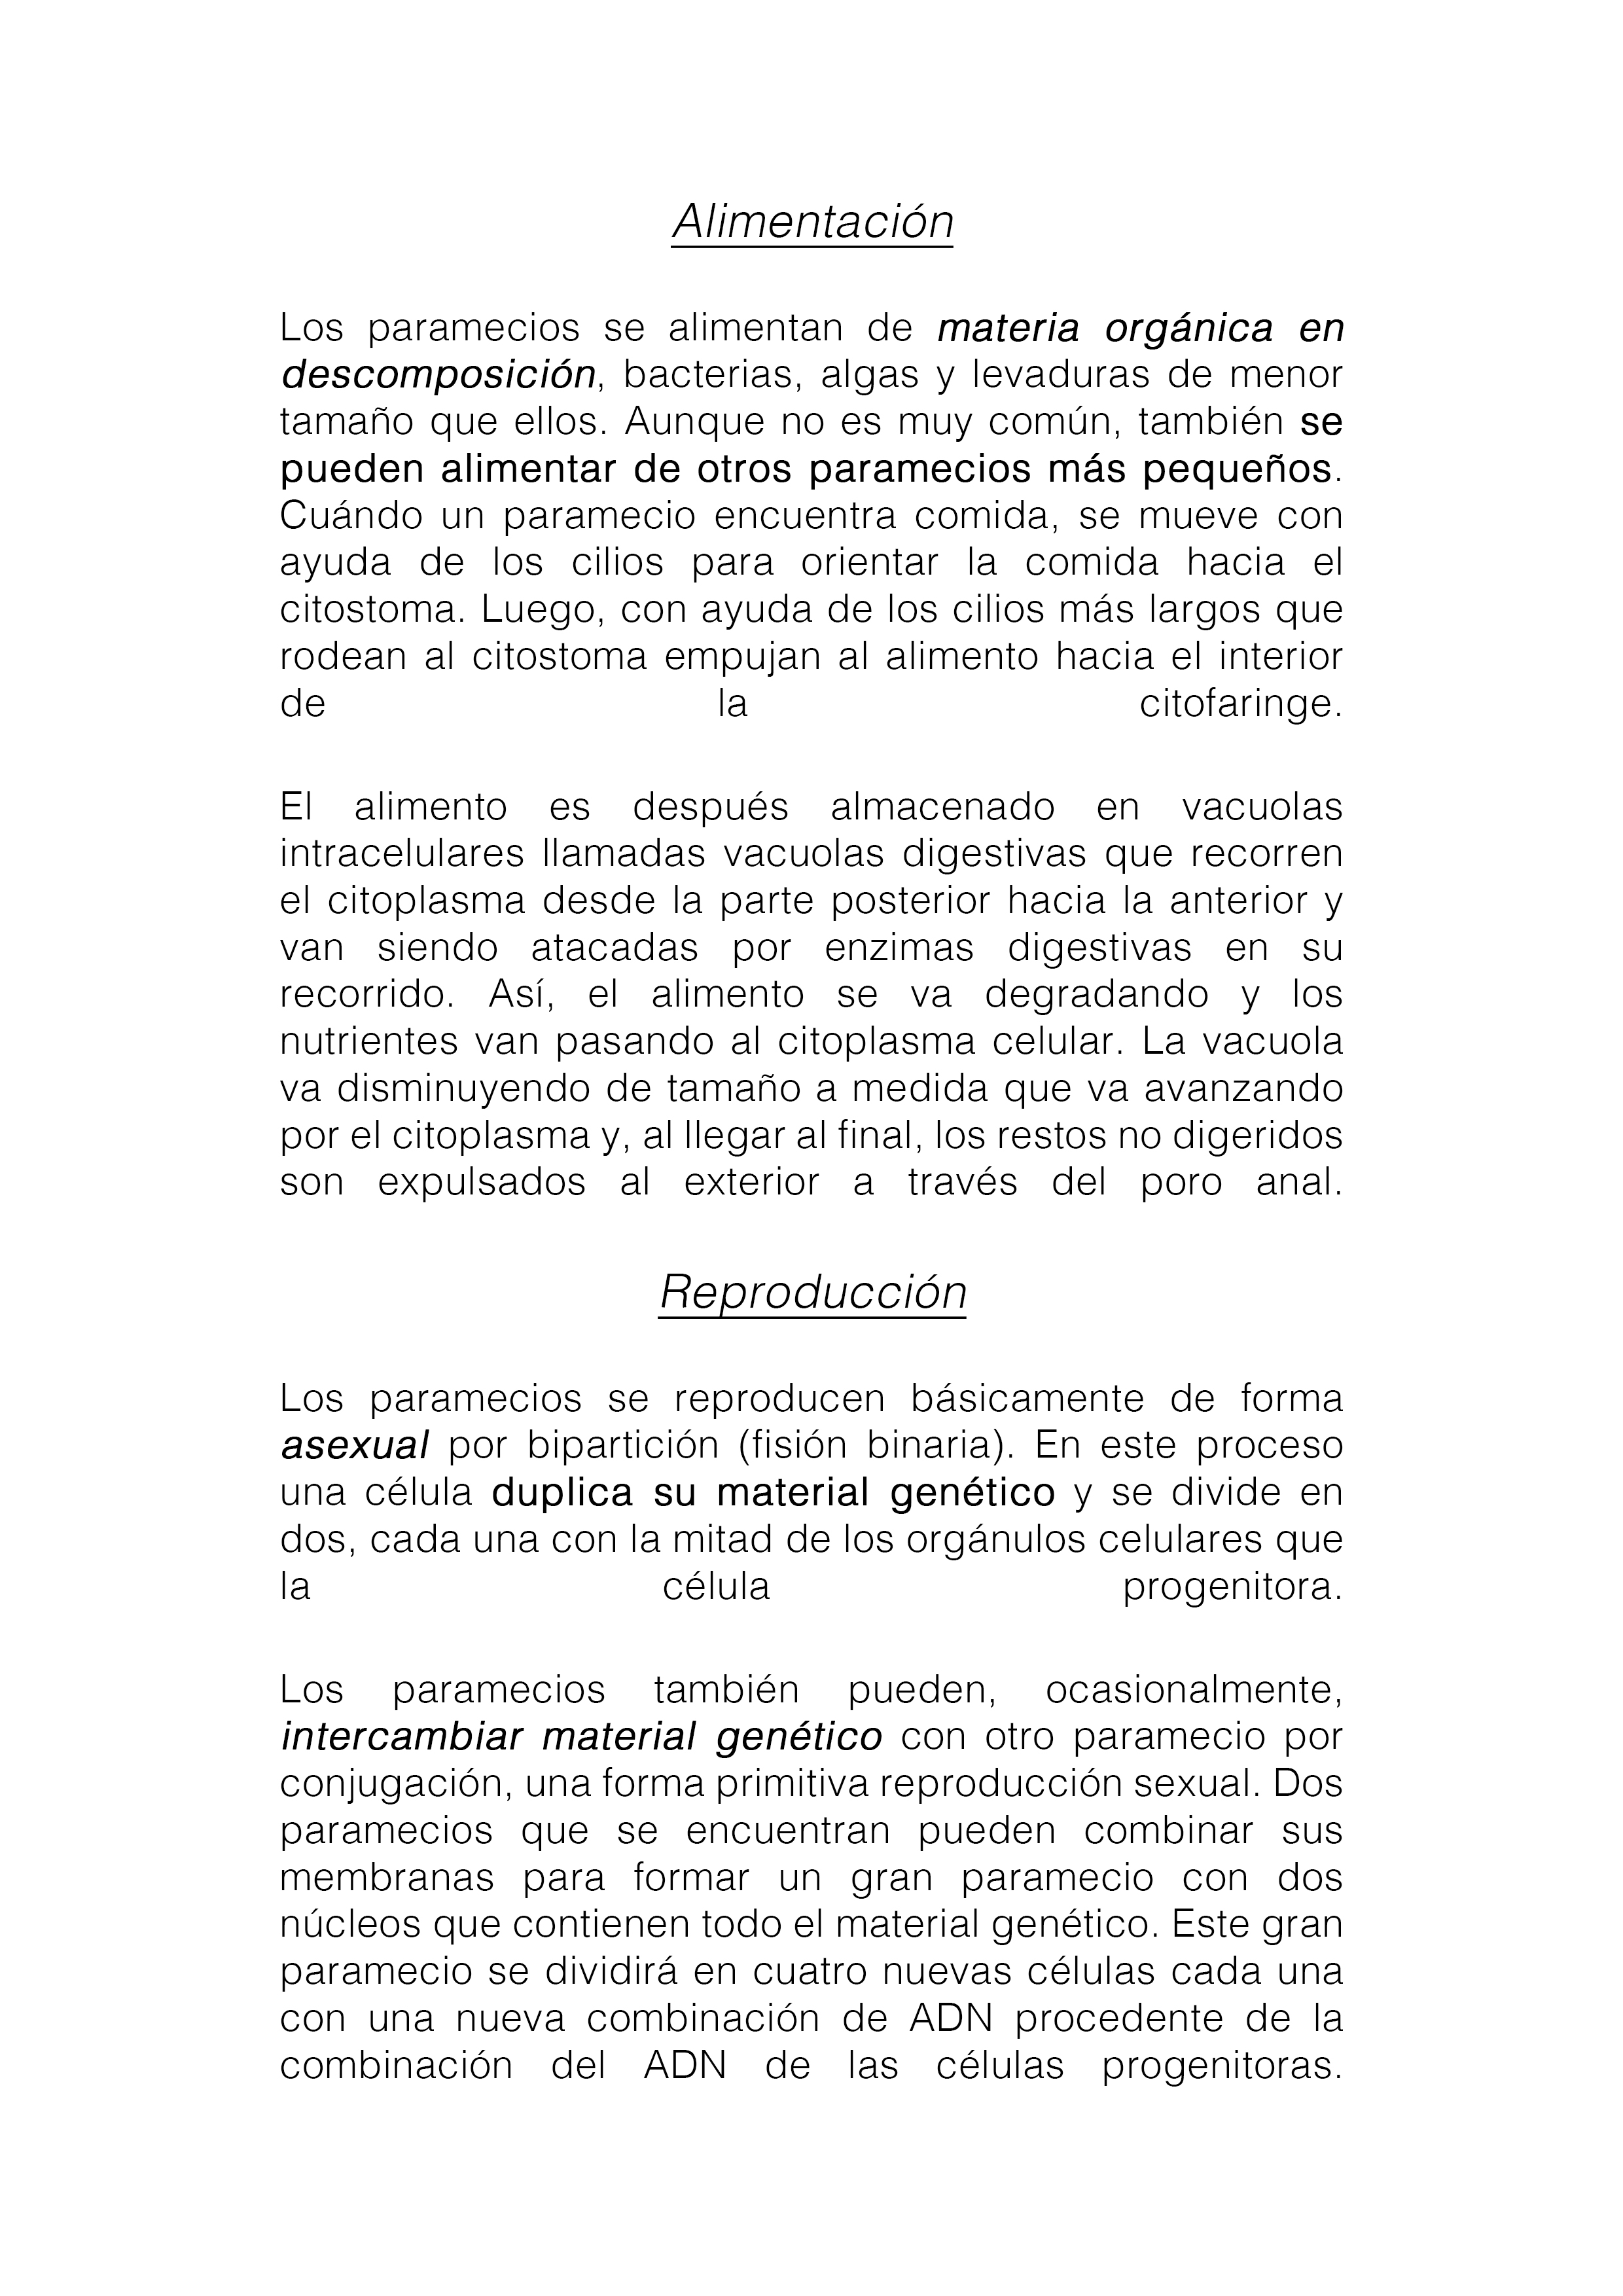 Alimentación
Los paramecios se alimentan de materia orgánica en
descomposición, bacterias, algas y levaduras de menor
tamaño que ellos. Aunque no es muy común, también se
pueden alimentar de otros paramecios más pequeños.
Cuándo un paramecio encuentra comida, se mueve con
ayuda de los cilios para orientar la comida hacia el
citostoma. Luego, con ayuda de los cilios más largos que
rodean al citostoma empujan al alimento hacia el interior
de la citofaringe.
El alimento es después almacenado en vacuolas
intracelulares llamadas vacuolas digestivas que recorren
el citoplasma desde la parte posterior hacia la anterior y
van siendo atacadas por enzimas digestivas en su
recorrido. Así, el alimento se va degradando y los
nutrientes van pasando al citoplasma celular. La vacuola
va disminuyendo de tamaño a medida que va avanzando
por el citoplasma y, al llegar al final, los restos no digeridos
son expulsados al exterior a través del poro anal.
Reproducción
Los paramecios se reproducen básicamente de forma
asexual por bipartición (fisión binaria). En este proceso
una célula duplica su material genético y se divide en
dos, cada una con la mitad de los orgánulos celulares que
la célula progenitora.
Los paramecios también pueden, ocasionalmente,
intercambiar material genético con otro paramecio por
conjugación, una forma primitiva reproducción sexual. Dos
paramecios que se encuentran pueden combinar sus
membranas para formar un gran paramecio con dos
núcleos que contienen todo el material genético. Este gran
paramecio se dividirá en cuatro nuevas células cada una
con una nueva combinación de ADN procedente de la
combinación del ADN de las células progenitoras.